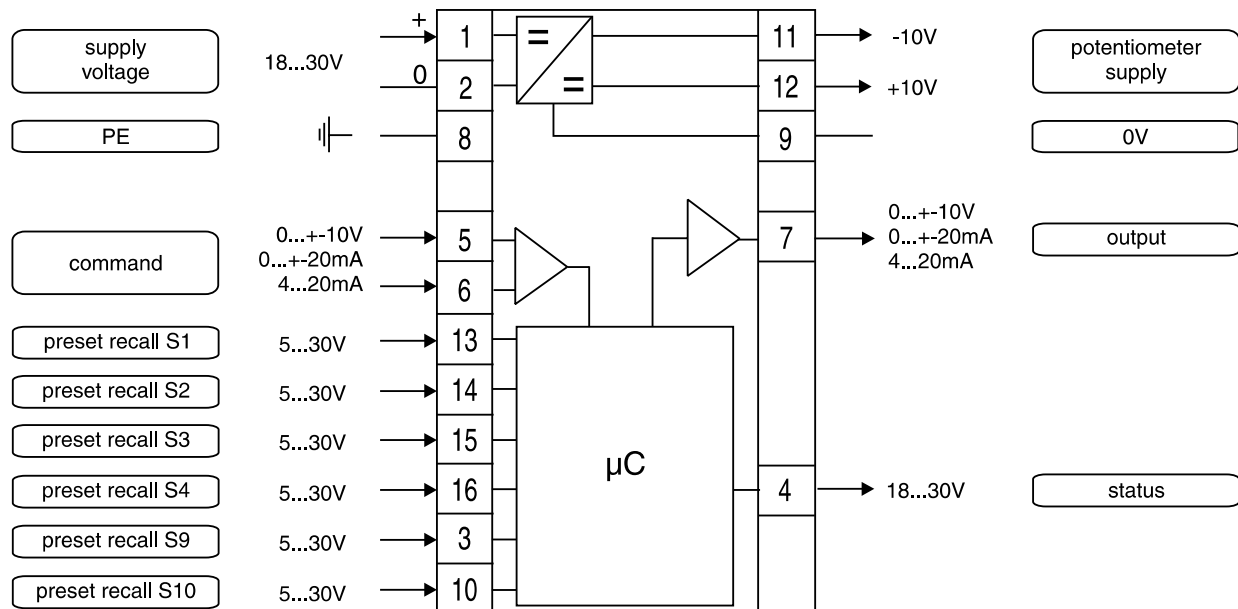 supply
voltage
18...30V
+
0
1
2
=
=
11
12
-10V
+10V
potentiometer
supply
PE
8
9
0V
command
0...+-10V
0...+-20mA
4...20mA
5
6
7
0...+-10V
0...+-20mA
4...20mA
output
preset recall S1
5...30V
13
preset recall S2
5...30V
14
preset recall S3
5...30V
15
µC
preset recall S4
5...30V
16
4
18...30V
status
preset recall S9
5...30V
3
preset recall S10
5...30V
10